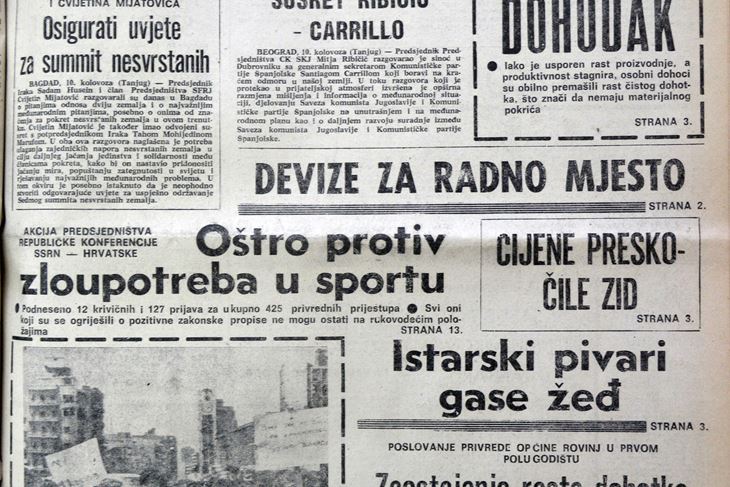 I CVIJETINA MIJATOVIĆA
Osigurati uvjete
za summit nesvrstanih
BAGDAD, 10. kolovoza (Tanjug) — Predsjednik
Iraka Sadam Husein i član Predsjedništva SFRJ
Cvijetin Mijatović razgovarali su danas u Bagdadu
o pitanjima odnosa dviju zemalja i o najvažnijim
međunarodnim pitanjima, posebno o onima od zna-
čenja za pokret nesvrstanih zemalja u ovom trenut-
ku. Cvijetin Mijatović je također imao odvojeni su-
sret s potpredsjednikom Iraka Tahom Mohijedinom
Marufom. U oba ova razgovora naglašena je potreba
ulaganja zajedničkih napora nesvrstanih zemalja u
cilju daljnjeg jačanja jedinstva i solidarnosti među
članicama pokreta, kako bi on nastavio pridonositi
jačanju mira, popuštanju zategnutosti u svijetu i
rješavanju najvažnijih međunarodnih problema. U
tom okviru je posebno istaknuto da je neophodno
stvoriti odgovarajuće uvjete za uspješno održavanje
Sedmog summita nesvrstanih zemalja.
SUSRET RIBIČIČ
- CARRILLO
BEOGRAD, 10. kolovoza (Tanjug) — Predsjednik Pred-
sjedništva CK SKJ Mitja Ribičič razgovarao je sinoć u
Dubrovniku sa generalnim sekretarom Komunističke par-
tije Španjolske Santiagom Carrillom koji boravi na kra-
ćem odmoru u našoj zemlji. U toku razgovora koji je
protekao u prijateljskoj atmosferi izvršena je opširna
razmjena mišljenja i informacija o međunarodnoj situa-
ciji, djelovanju Saveza komunista Jugoslavije i Komuni-
stičke partije Španjolske na unutrašnjem i na međuna-
rodnom planu kao i o daljnjem razvoju suradnje između
Saveza komunista Jugoslavije i Komunističke partije
Španjolske.
DOHODAK
● Iako je usporen rast proizvodnje, a
produktivnost stagnira, osobni dohoci
su obilno premašili rast čistog dohot-
ka, što znači da nemaju materijalnog
pokrića
STRANA 3.
DEVIZE ZA RADNO MJESTO
STRANA 2.
AKCIJA PREDSJEDNIŠTVA
REPUBLIČKE KONFERENCIJE
SSRN — HRVATSKE
Oštro protiv
zloupotreba u sportu
● Podneseno 12 krivičnih i 127 prijava za ukupno 425 privrednih prijestupa ● Svi oni
koji su se ogriješili o pozitivne zakonske propise ne mogu ostati na rukovodećim polo-
žajima
STRANA 13.
CIJENE PRESKO-
ČILE ZID
STRANA 3.
Istarski pivari
gase žeđ
STRANA 3.
POSLOVANJE PRIVREDE OPĆINE ROVINJ U PRVOM
POLUGODIŠTU
Zaostajanje rasta dohotka